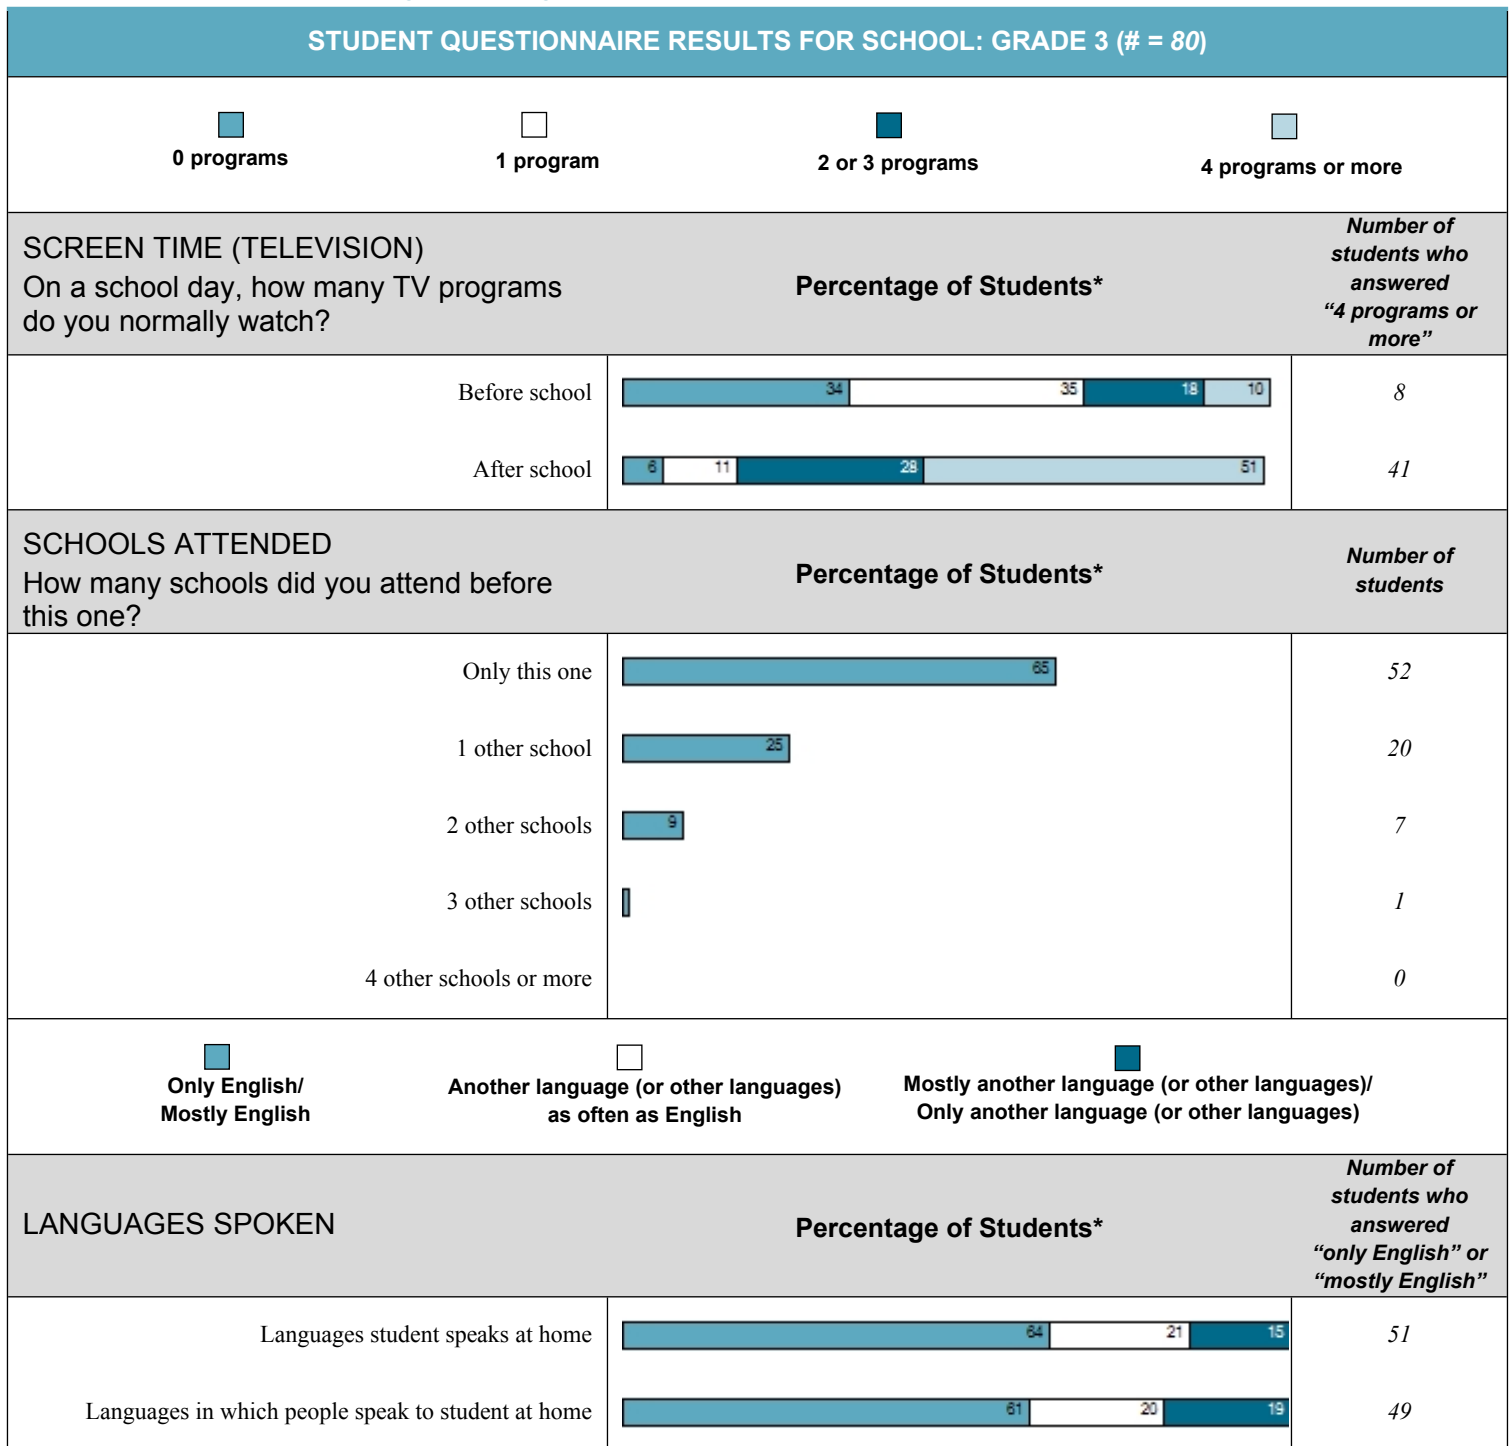 STUDENT QUESTIONNAIRE RESULTS FOR SCHOOL: GRADE 3 (# = 80)
0 programs
1 program
2 or 3 programs
4 programs or more
SCREEN TIME (TELEVISION)
On a school day, how many TV programs
do you normally watch?
Percentage of Students*
Number of
students who
answered
“4 programs or
more”
Before school
34 35 18 10
8
After school
6 11 28 51
41
SCHOOLS ATTENDED
How many schools did you attend before
this one?
Percentage of Students*
Number of
students
Only this one
65
52
1 other school
25
20
2 other schools
9
7
3 other schools
1
4 other schools or more
0
Only English/
Mostly English
Another language (or other languages)
as often as English
Mostly another language (or other languages)/
Only another language (or other languages)
LANGUAGES SPOKEN
Percentage of Students*
Number of
students who
answered
“only English” or
“mostly English”
Languages student speaks at home
64 21 15
51
Languages in which people speak to student at home
61 20 19
49